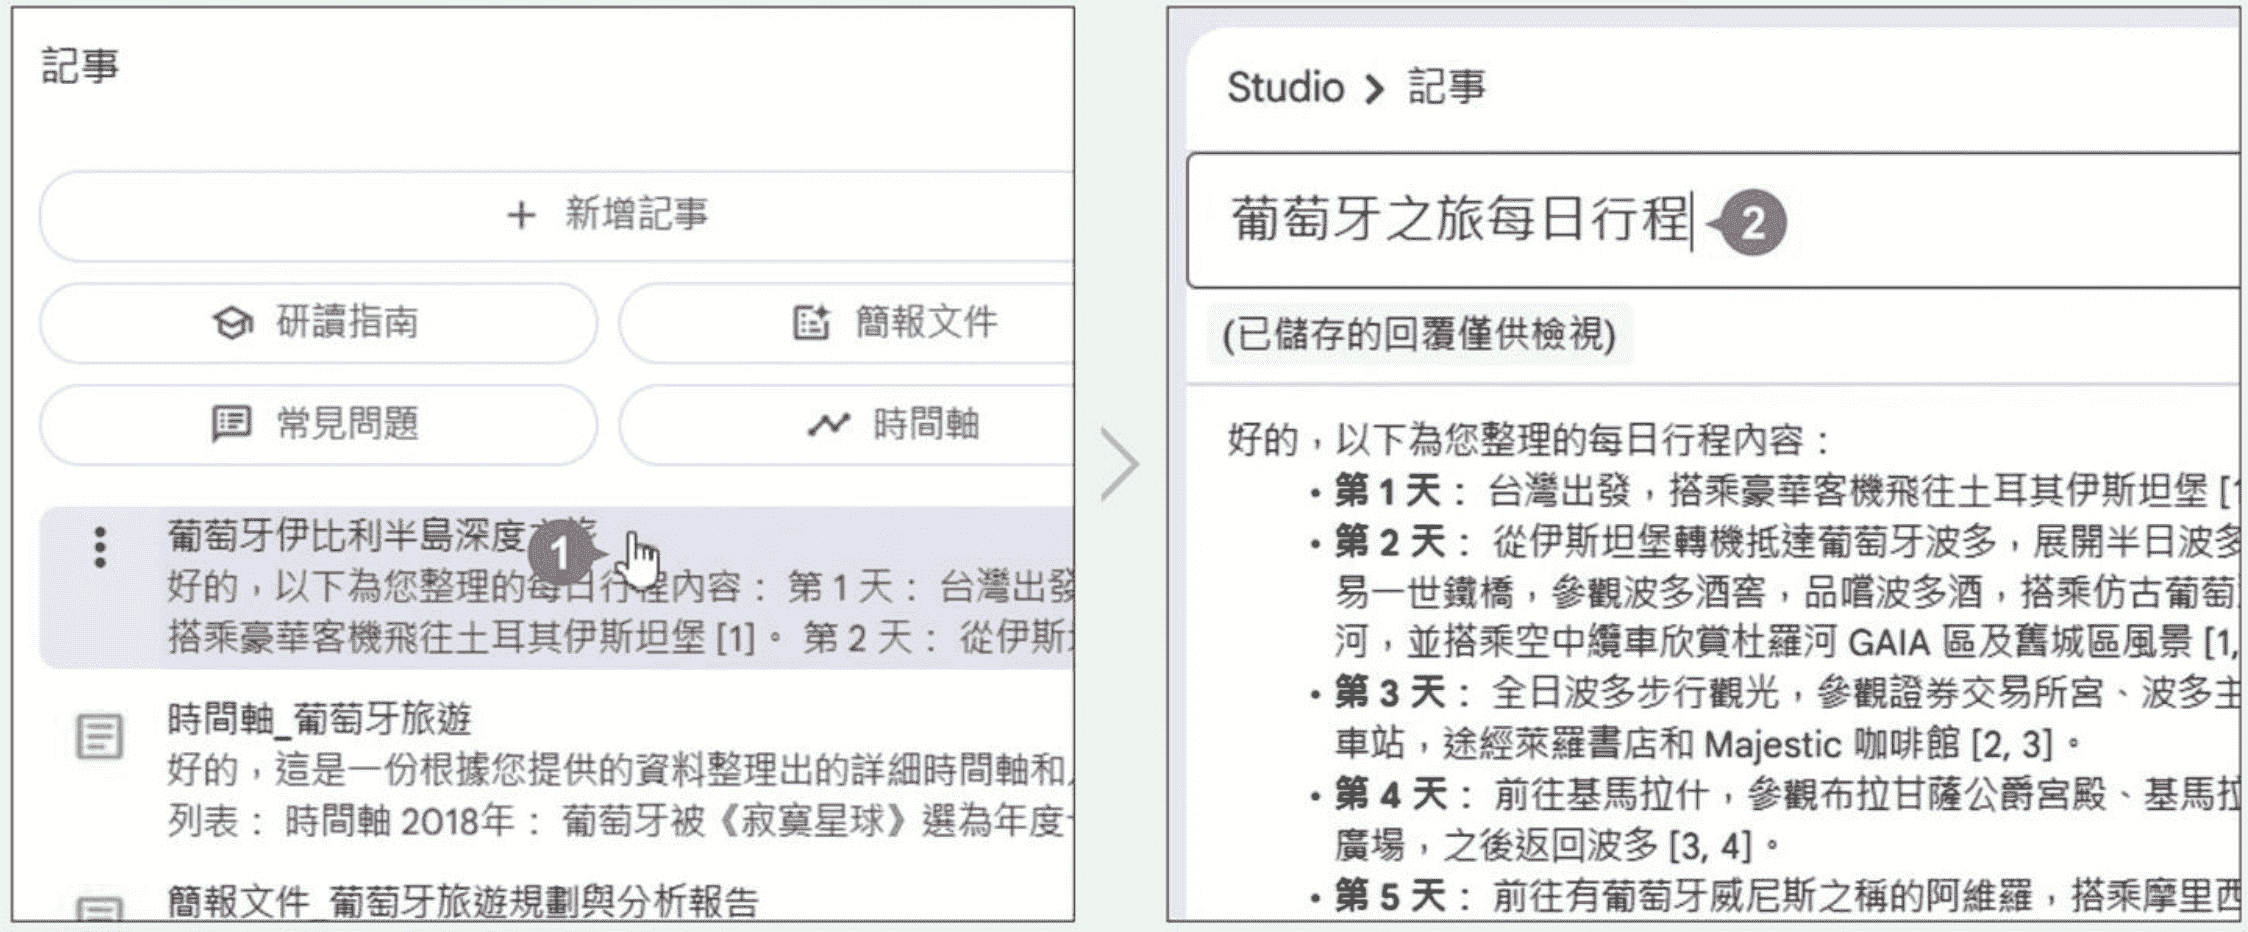 記事
+ 新增記事
研讀指南
簡報文件
常見問題
時間軸
葡萄牙伊比利半島深度之旅
1
好的，以下為您整理的每日行程內容： 第 1 天： 台灣出發
搭乘豪華客機飛往土耳其伊斯坦堡 [1]。 第 2 天： 從伊斯
時間軸_葡萄牙旅遊
好的，這是一份根據您提供的資料整理出的詳細時間軸和
列表： 時間軸 2018年： 葡萄牙被《寂寞星球》選為年度
簡報文件_葡萄牙旅遊規劃與分析報告
Studio > 記事
葡萄牙之旅每日行程
2
(已儲存的回覆僅供檢視)
好的，以下為您整理的每日行程內容：
• 第 1 天： 台灣出發，搭乘豪華客機飛往土耳其伊斯坦堡 [
• 第 2 天： 從伊斯坦堡轉機抵達葡萄牙波多，展開半日波多
易一世鐵橋，參觀波多酒窖，品嚐波多酒，搭乘仿古葡萄
河，並搭乘空中纜車欣賞杜羅河 GAIA 區及舊城區風景 [1,
• 第 3 天： 全日波多步行觀光，參觀證券交易所宮、波多主
車站，途經萊羅書店和 Majestic 咖啡館 [2, 3]。
• 第 4 天： 前往基馬拉什，參觀布拉甘薩公爵宮殿、基馬拉
廣場，之後返回波多 [3, 4]。
• 第 5 天： 前往有葡萄牙威尼斯之稱的阿維羅，搭乘摩里西